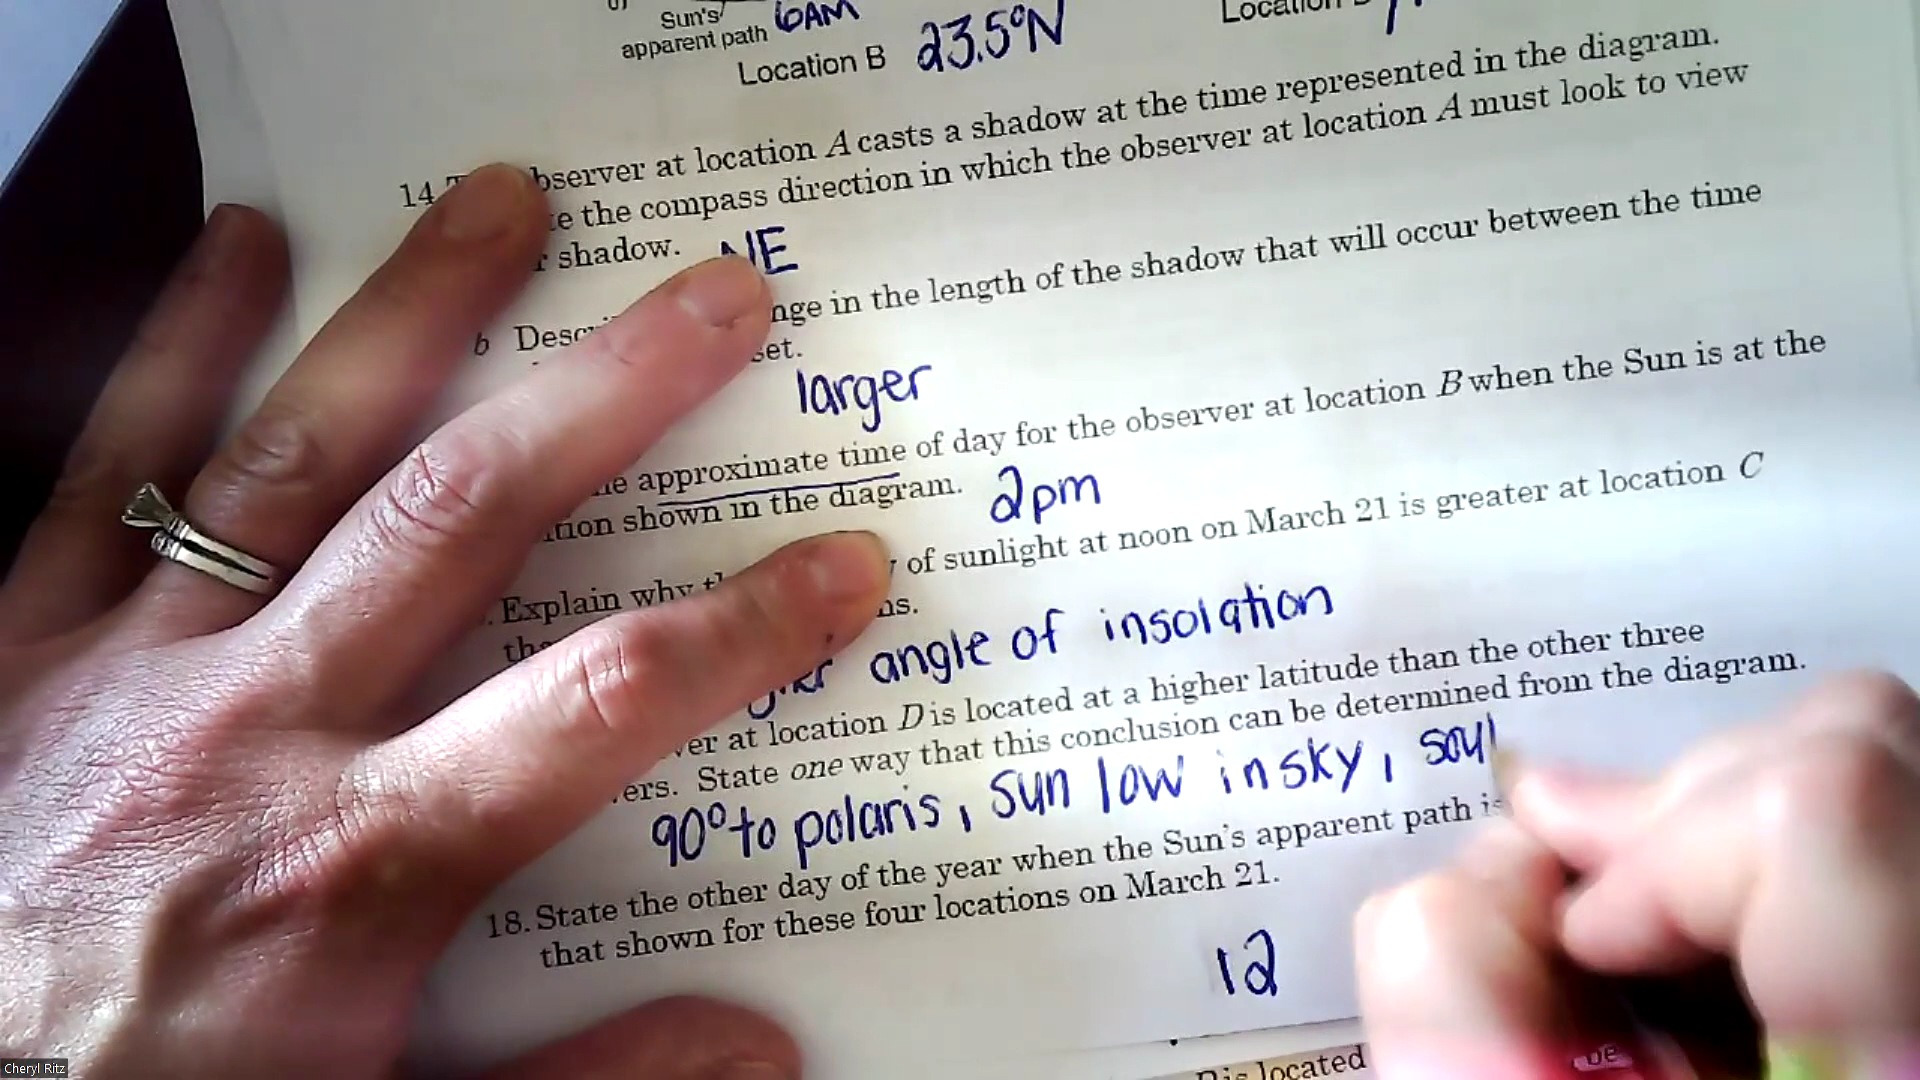 Sun's
apparent path 6AM
Location B 23.5°N
Location
14. bserver at location A casts a shadow at the time represented in the diagram.
the compass direction in which the observer at location A must look to view
shadow. NE
b nge in the length of the shadow that will occur between the time
set.
larger
approximate time of day for the observer at location B when the Sun is at the
tion shown in the diagram. 2pm
Explain why of sunlight at noon on March 21 is greater at location C
ns.
angle of insolation
ver at location D is located at a higher latitude than the other three
ers. State one way that this conclusion can be determined from the diagram.
90° to polaris, sun low in sky,
18. State the other day of the year when the Sun's apparent path
that shown for these four locations on March 21.
12
located be
Cheryl Ritz